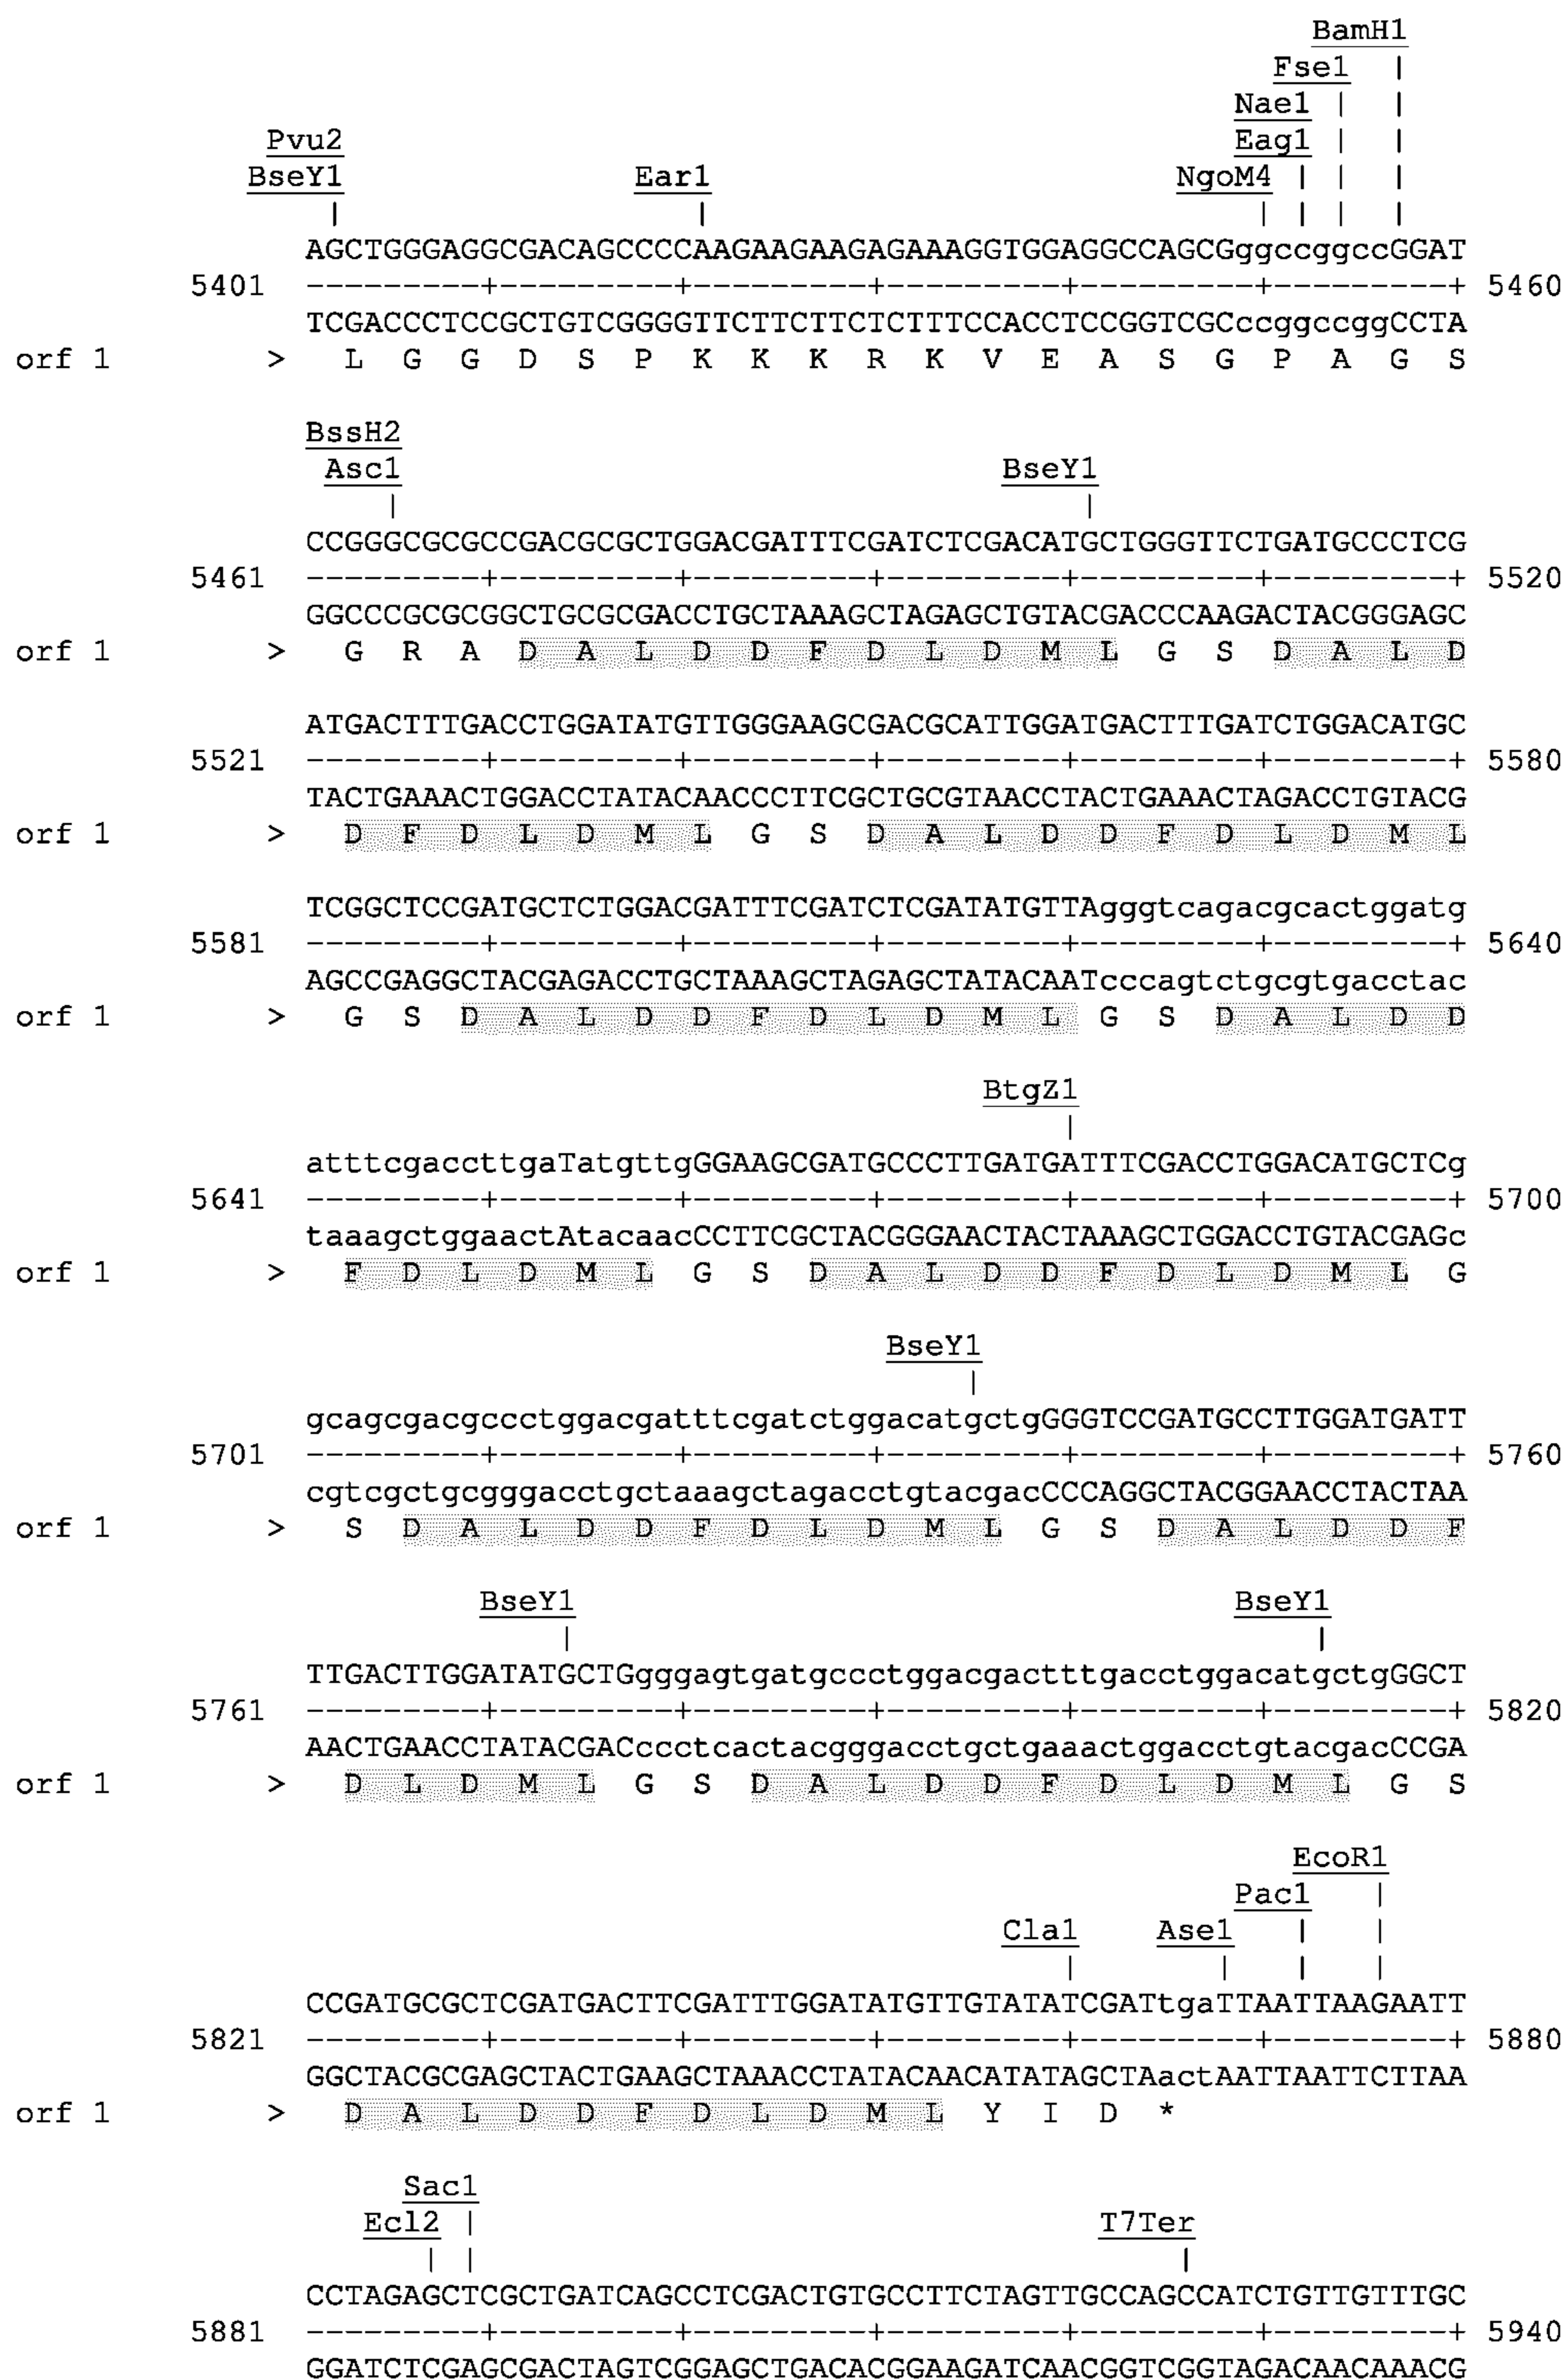 BamH1
Fse1 |
Nae1 | |
Pvu2 Eag1 | |
BseY1 Ear1 NgoM4 | | |
| | | | | |
AGCTGGGAGGCGACAGCCCCAAGAAGAAGAGAAAGGTGGAGGCCAGCGggccggccGGAT
5401 ---------+---------+---------+---------+---------+---------+ 5460
TCGACCCTCCGCTGTCGGGGTTCTTCTTCTCTTTCCACCTCCGGTCGCccggccggCCTA
orf 1 > L G G D S P K K K R K V E A S G P A G S
BssH2
Asc1 BseY1
| |
CCGGGCGCGCCGACGCGCTGGACGATTTCGATCTCGACATGCTGGGTTCTGATGCCCTCG
5461 ---------+---------+---------+---------+---------+---------+ 5520
GGCCCGCGCGGCTGCGCGACCTGCTAAAGCTAGAGCTGTACGACCCAAGACTACGGGAGC
orf 1 > G R A D A L D D F D L D M L G S D A L D
ATGACTTTGACCTGGATATGTTGGGAAGCGACGCATTGGATGACTTTGATCTGGACATGC
5521 ---------+---------+---------+---------+---------+---------+ 5580
TACTGAAACTGGACCTATACAACCCTTCGCTGCGTAACCTACTGAAACTAGACCTGTACG
orf 1 > D F D L D M L G S D A L D D F D L D M L
TCGGCTCCGATGCTCTGGACGATTTCGATCTCGATATGTTAgggtcagacgcactggatg
5581 ---------+---------+---------+---------+---------+---------+ 5640
AGCCGAGGCTACGAGACCTGCTAAAGCTAGAGCTATACAATcccagtctgcgtgacctac
orf 1 > G S D A L D D F D L D M L G S D A L D D
BtgZ1
|
atttcgaccttgaTatgttgGGAAGCGATGCCCTTGATGATTTCGACCTGGACATGCTCg
5641 ---------+---------+---------+---------+---------+---------+ 5700
taaagctggaactAtacaacCCTTCGCTACGGGAACTACTAAAGCTGGACCTGTACGAGc
orf 1 > F D L D M L G S D A L D D F D L D M L G
BseY1
|
gcagcgacgccctggacgatttcgatctggacatgctgGGGTCCGATGCCTTGGATGATT
5701 ---------+---------+---------+---------+---------+---------+ 5760
cgtcgctgcgggacctgctaaagctagacctgtacgacCCCAGGCTACGGAACCTACTAA
orf 1 > S D A L D D F D L D M L G S D A L D D F
BseY1 BseY1
| |
TTGACTTGGATATGCTGgggagtgatgccctggacgactttgacctggacatgctgGGCT
5761 ---------+---------+---------+---------+---------+---------+ 5820
AACTGAACCTATACGACccctcactacgggacctgctgaaactggacctgtacgacCCGA
orf 1 > D L D M L G S D A L D D F D L D M L G S
EcoR1
Pac1 |
Cla1 Ase1 | |
| | | |
CCGATGCGCTCGATGACTTCGATTTGGATATGTTGTATATCGATtgaTTAATTAAGAATT
5821 ---------+---------+---------+---------+---------+---------+ 5880
GGCTACGCGAGCTACTGAAGCTAAACCTATACAACATATAGCTAactAATTAATTCTTAA
orf 1 > D A L D D F D L D M L Y I D *
Sac1
Ecl2 | T7Ter
| | |
CCTAGAGCTCGCTGATCAGCCTCGACTGTGCCTTCTAGTTGCCAGCCATCTGTTGTTTGC
5881 ---------+---------+---------+---------+---------+---------+ 5940
GGATCTCGAGCGACTAGTCGGAGCTGACACGGAAGATCAACGGTCGGTAGACAACAAACG